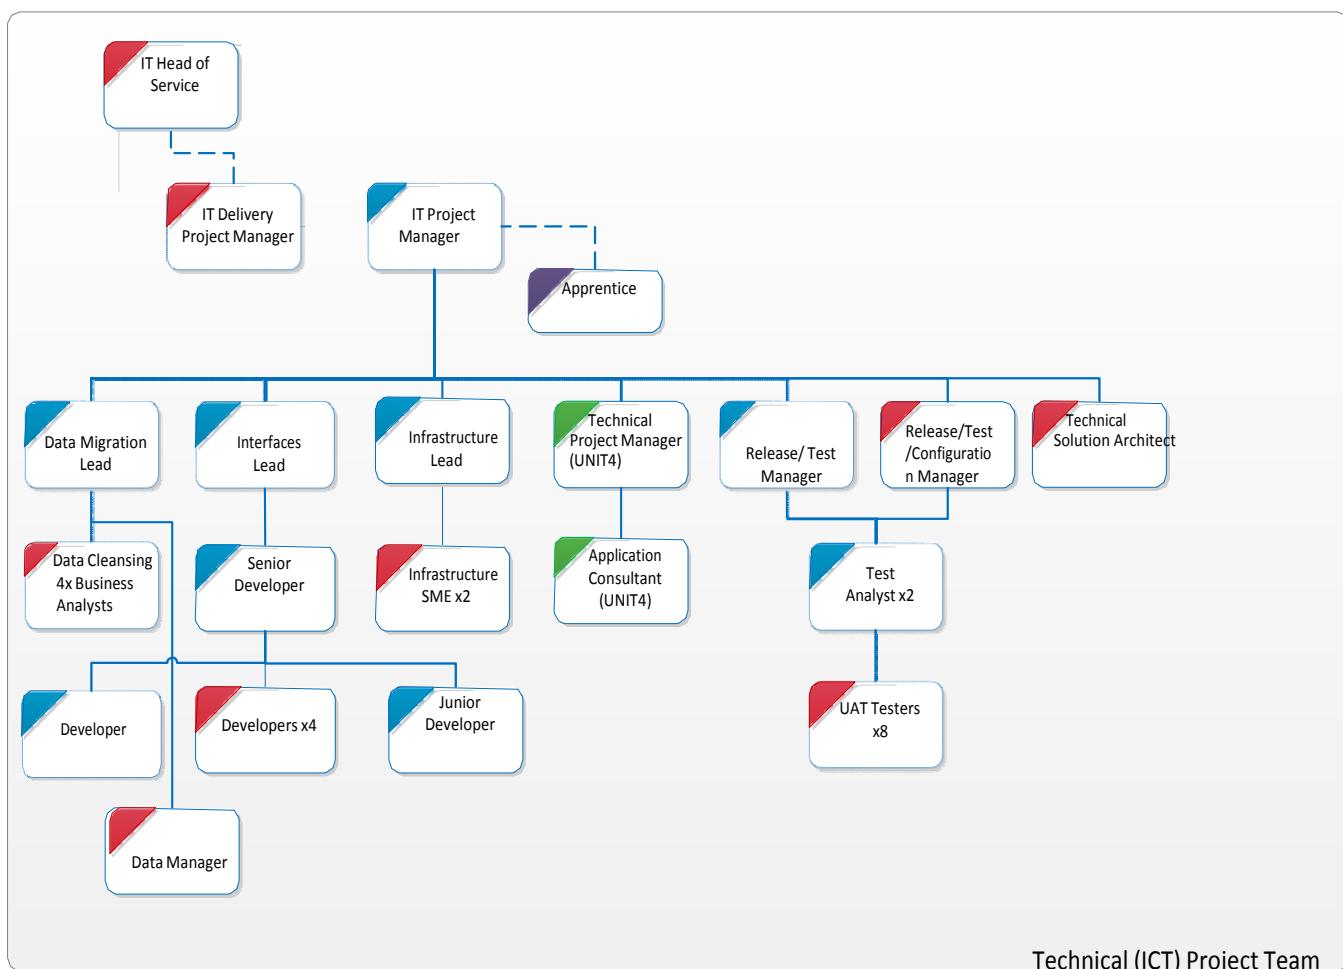 IT Head of
Service
IT Delivery
Project Manager
IT Project
Manager
Apprentice
Data Migration
Lead
Interfaces
Lead
Infrastructure
Lead
Technical
Project Manager
(UNIT4)
Release/ Test
Manager
Release/Test
/Configuratio
n Manager
Technical
Solution Architect
Data Cleansing
4x Business
Analysts
Senior
Developer
Infrastructure
SME x2
Application
Consultant
(UNIT4)
Test
Analyst x2
Developer
Developers x4
Junior
Developer
UAT Testers
x8
Data Manager
Technical (ICT) Project Team